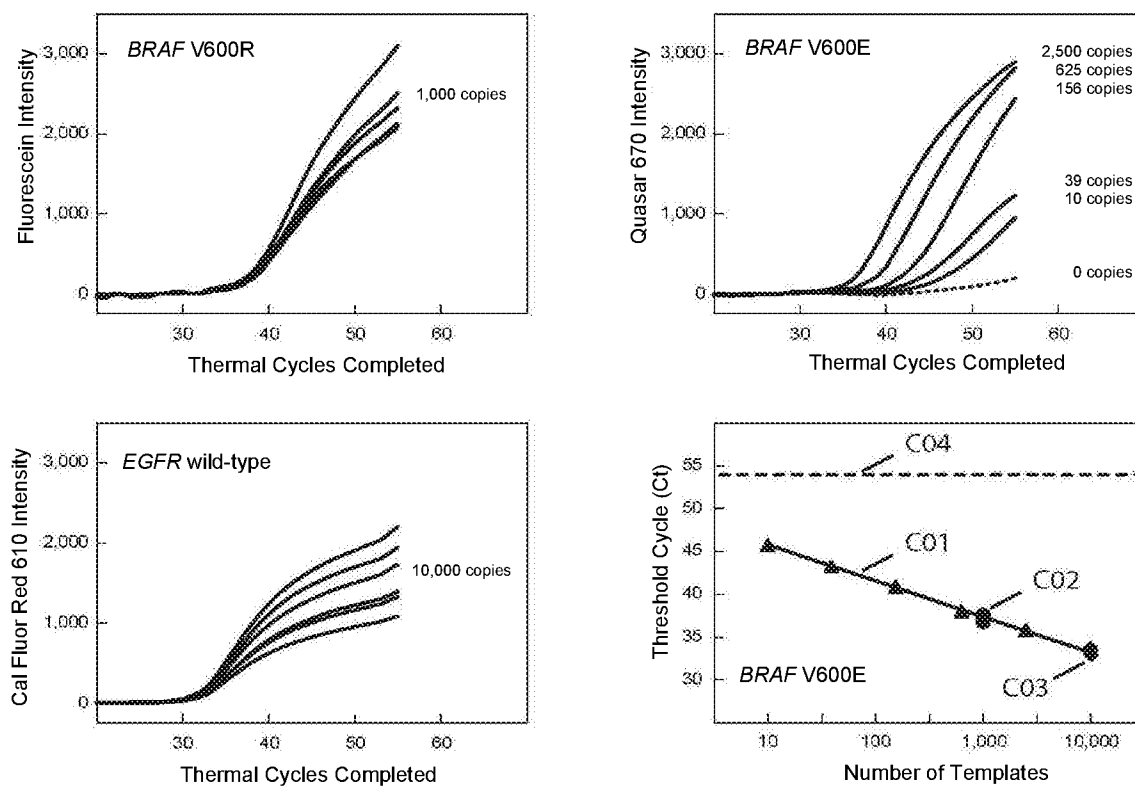 BRAF V600R
3,000
2,000
1,000
0
1,000 copies
30 40 50 60
Fluorescein Intensity
Thermal Cycles Completed
BRAF V600E
3,000
2,000
1,000
0
2,500 copies
625 copies
156 copies
39 copies
10 copies
0 copies
30 40 50 60
Quasar 670 Intensity
Thermal Cycles Completed
EGFR wild-type
3,000
2,000
1,000
0
10,000 copies
30 40 50 60
Cal Fluor Red 610 Intensity
Thermal Cycles Completed
C04
55
50
45
40
35
30
C01
C02
C03
BRAF V600E
10 100 1,000 10,000
Threshold Cycle (Ct)
Number of Templates